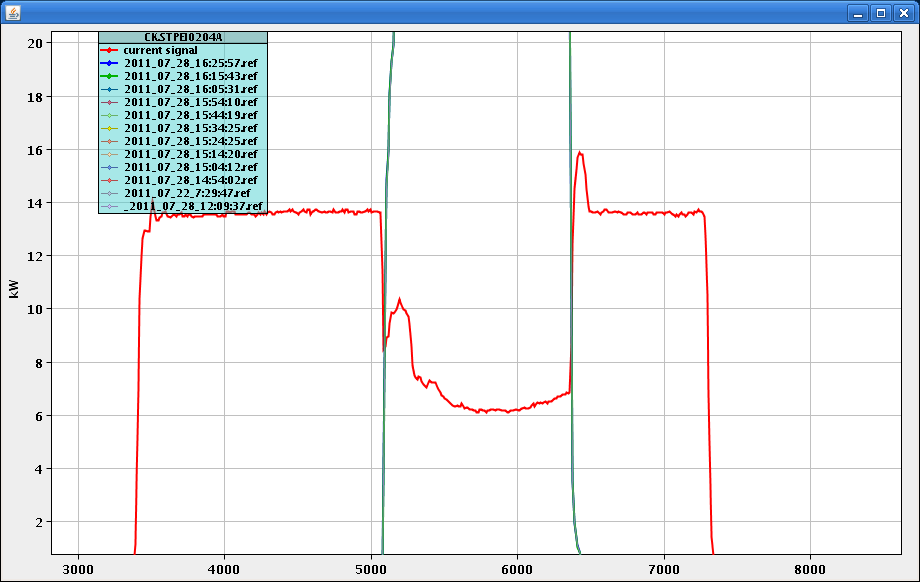 CK.STPEI0204A
current signal
2011_07_28_16:25:57.ref
2011_07_28_16:15:43.ref
2011_07_28_16:05:31.ref
2011_07_28_15:54:10.ref
2011_07_28_15:44:19.ref
2011_07_28_15:34:25.ref
2011_07_28_15:24:25.ref
2011_07_28_15:14:20.ref
2011_07_28_15:04:12.ref
2011_07_28_14:54:02.ref
2011_07_22_7:29:47.ref
_2011_07_28_12:09:37.ref
20
18
16
14
12
10
8
6
4
2
kW
3000 4000 5000 6000 7000 8000